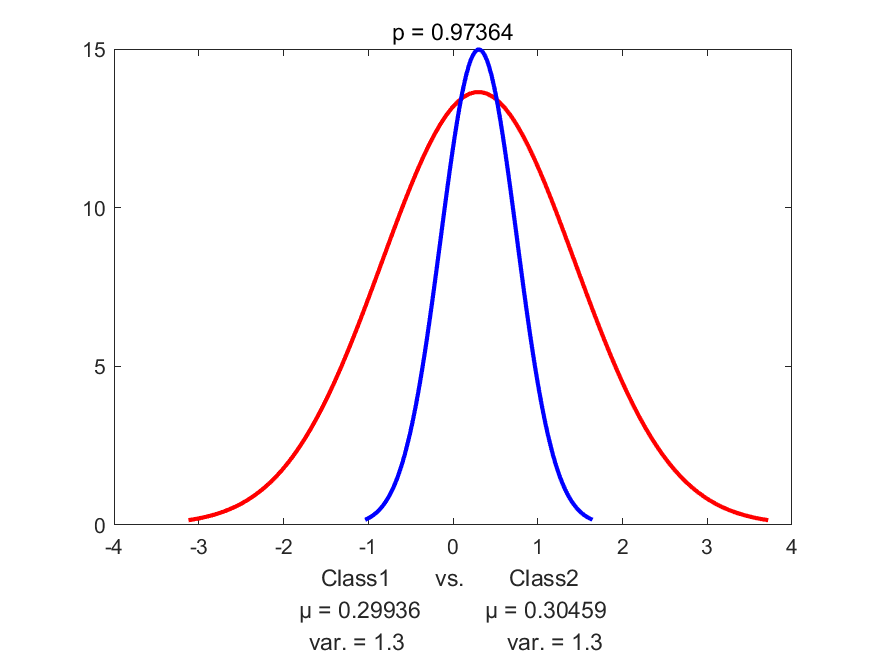 p = 0.97364
15
10
5
0
-4 -3 -2 -1 0 1 2 3 4
Class1 vs. Class2
μ = 0.29936 μ = 0.30459
var. = 1.3 var. = 1.3